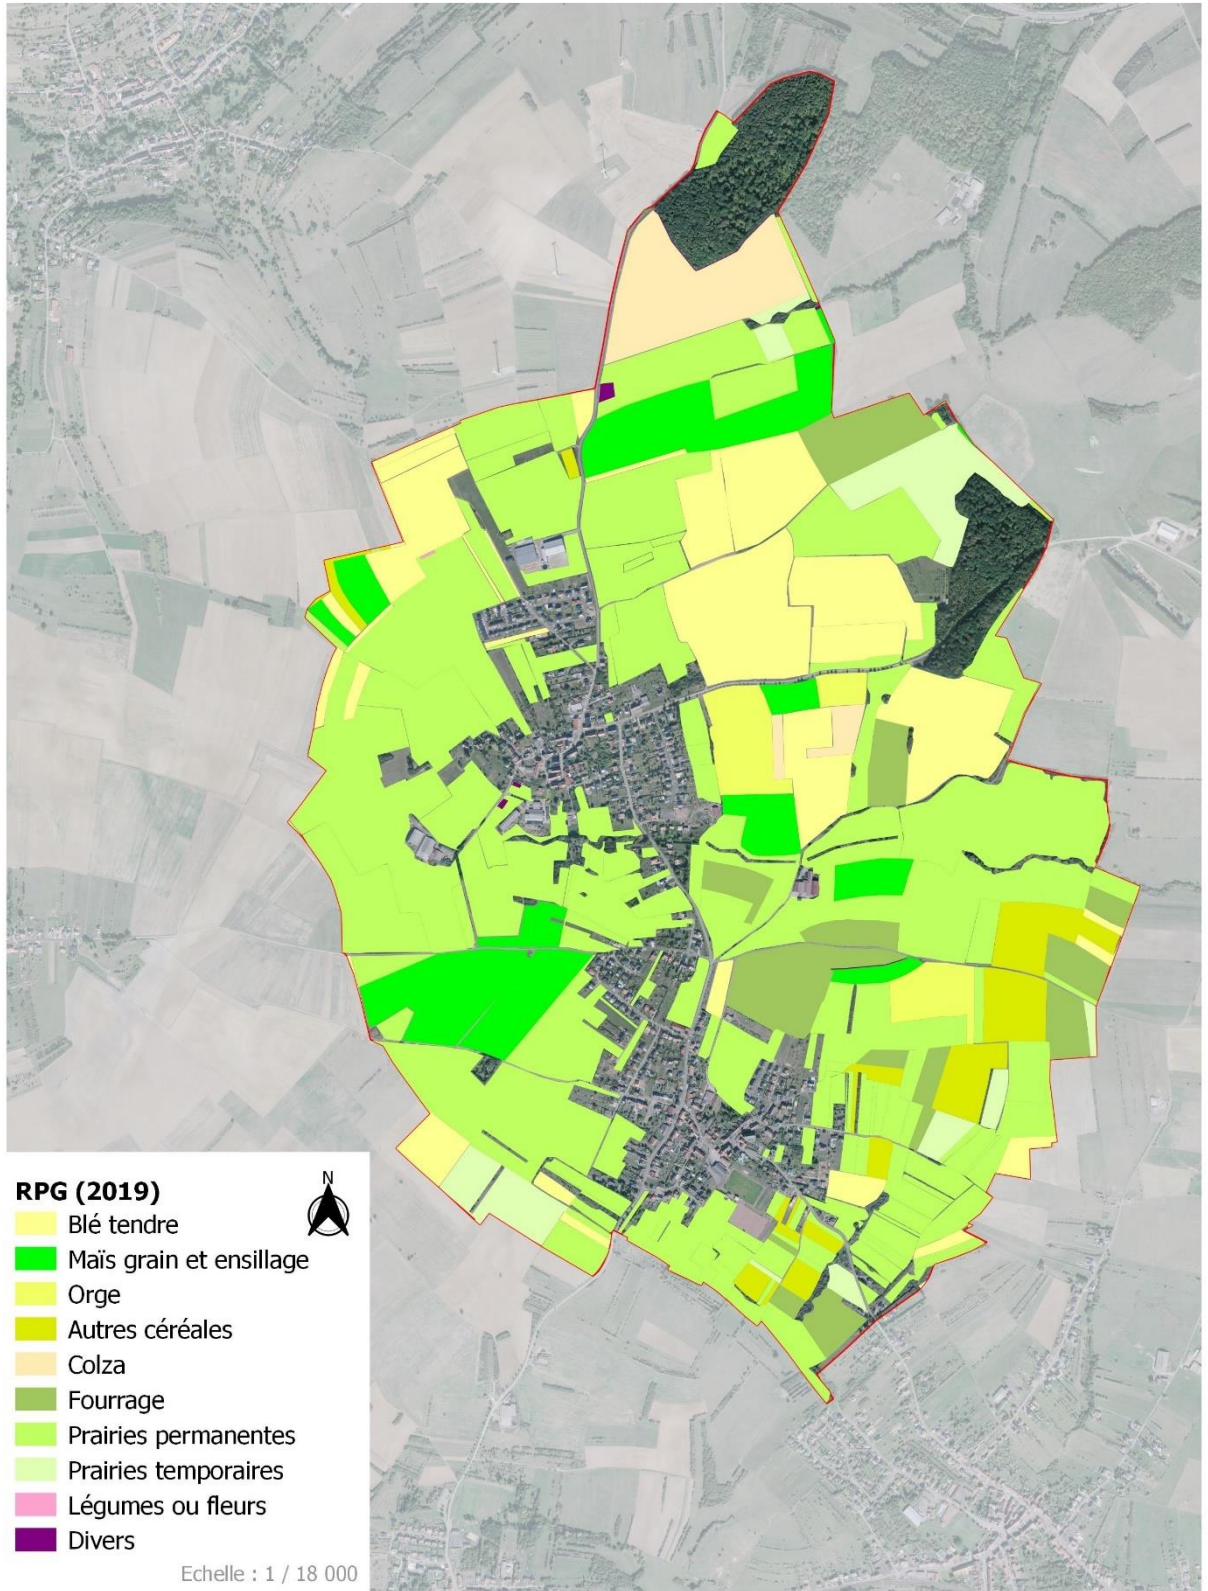 RPG (2019)
N
Blé tendre
Maïs grain et ensillage
Orge
Autres céréales
Colza
Fourrage
Prairies permanentes
Prairies temporaires
Légumes ou fleurs
Divers
Echelle : 1 / 18 000